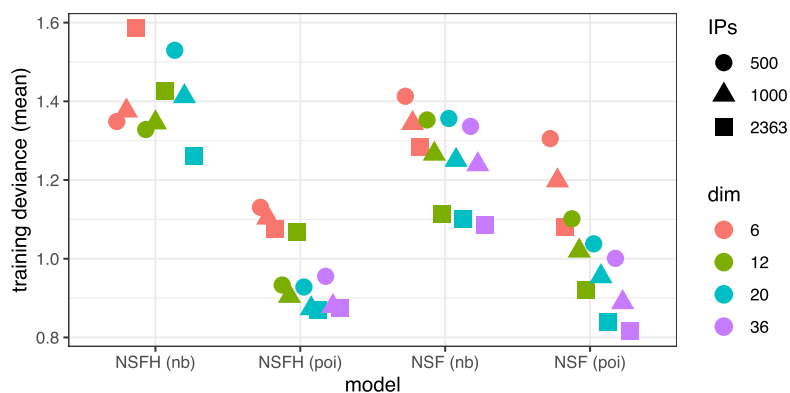 1.6
1.4
1.2
1.0
0.8
training deviance (mean)
NSFH (nb)
NSFH (poi)
NSF (nb)
NSF (poi)
model
IPs
500
1000
2363
dim
6
12
20
36